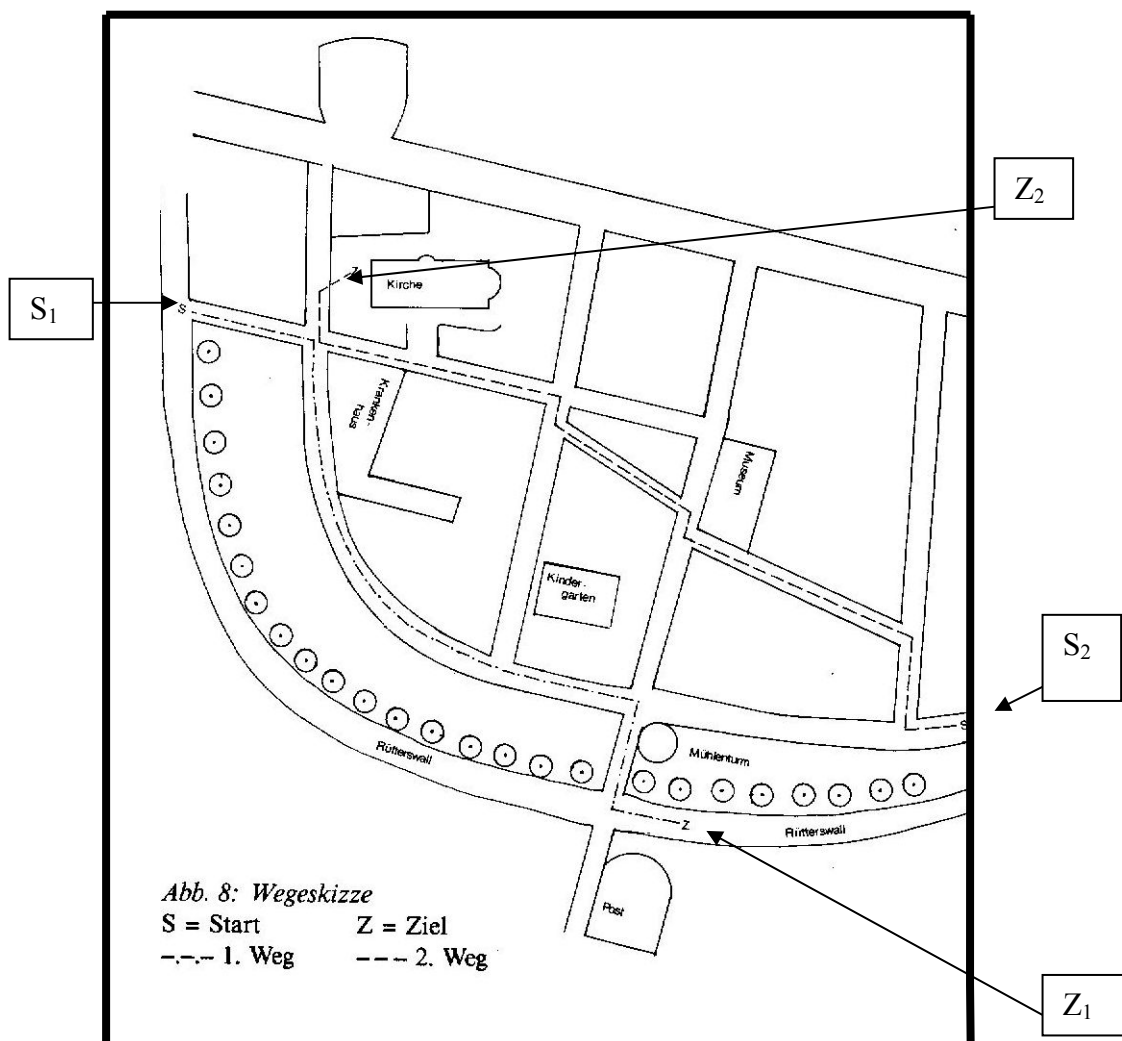 Z₂
S₁
Z
Kirche
S
Kranken-
haus
Museum
Kinder-
garten
S₂
S
Mühlenturm
Rütterswall
Z
Rütterswall
Abb. 8: Wegeskizze
S = Start Z = Ziel
–.–.– 1. Weg – – – 2. Weg
Post
Z₁